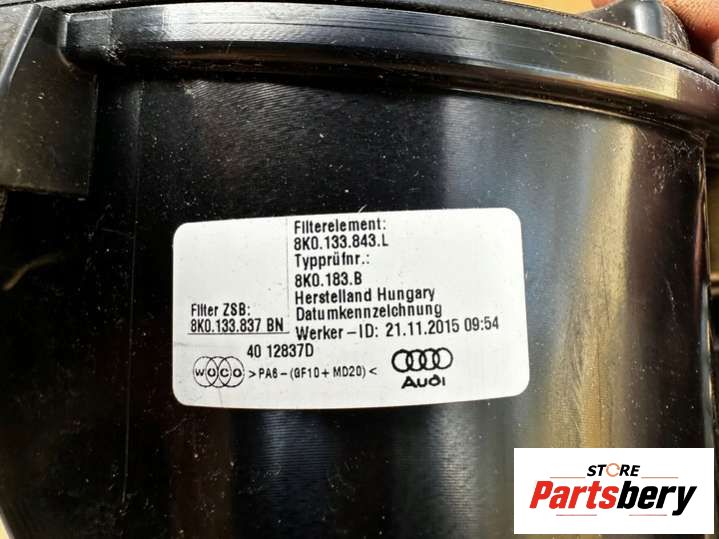 Filterelement:
8K0.133.843.L
Typprüfnr.:
8K0.183.B
Herstelland Hungary
Datumkennzeichnung
Werker-ID: 21.11.2015 09:54
Filter ZSB:
8K0.133.837 BN
40 12837D
WOCO >PA6-(GF10+MD20)<
Audi
STORE
Partsbery